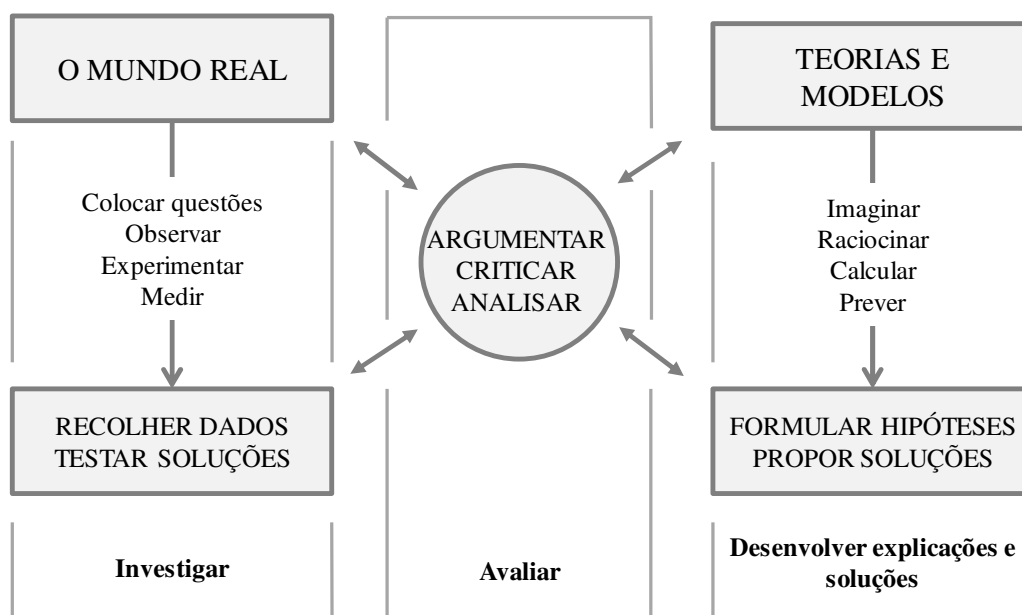 O MUNDO REAL
Colocar questões
Observar
Experimentar
Medir
RECOLHER DADOS
TESTAR SOLUÇÕES
Investigar
ARGUMENTAR
CRITICAR
ANALISAR
Avaliar
TEORIAS E
MODELOS
Imaginar
Raciocinar
Calcular
Prever
FORMULAR HIPÓTESES
PROPOR SOLUÇÕES
Desenvolver explicações e
soluções